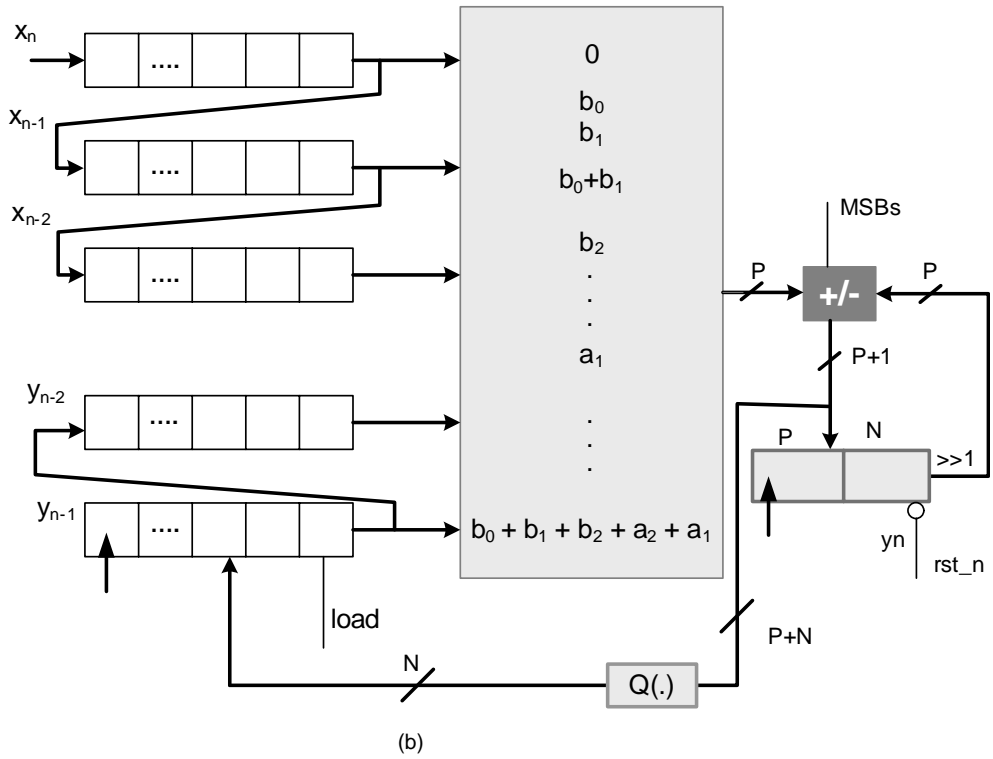 xn
....
xn-1
....
xn-2
....
yn-2
....
yn-1
....
load
0
b0
b1
b0+b1
b2
.
.
.
a1
.
.
.
b0 + b1 + b2 + a2 + a1
P
MSBs
+/-
P
P+1
P
N
>>1
yn
rst_n
P+N
Q(.)
N
(b)